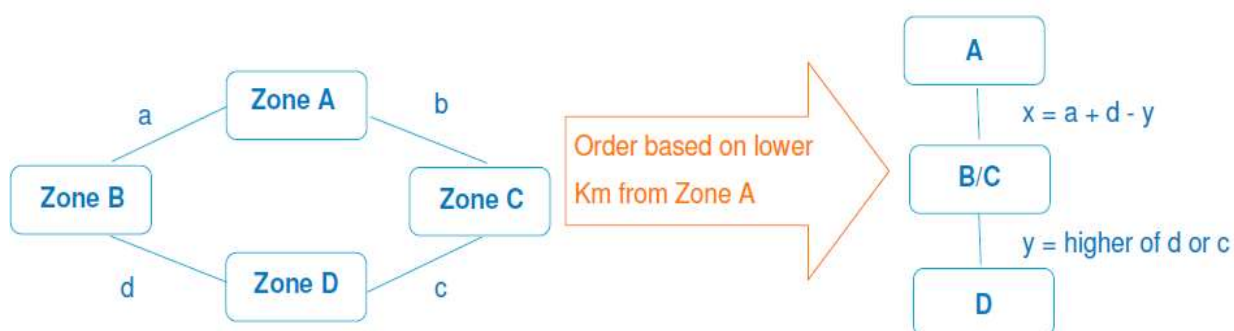 Zone A
a
b
Zone B
Zone C
d
Zone D
c
Order based on lower
Km from Zone A
A
x = a + d - y
B/C
y = higher of d or c
D